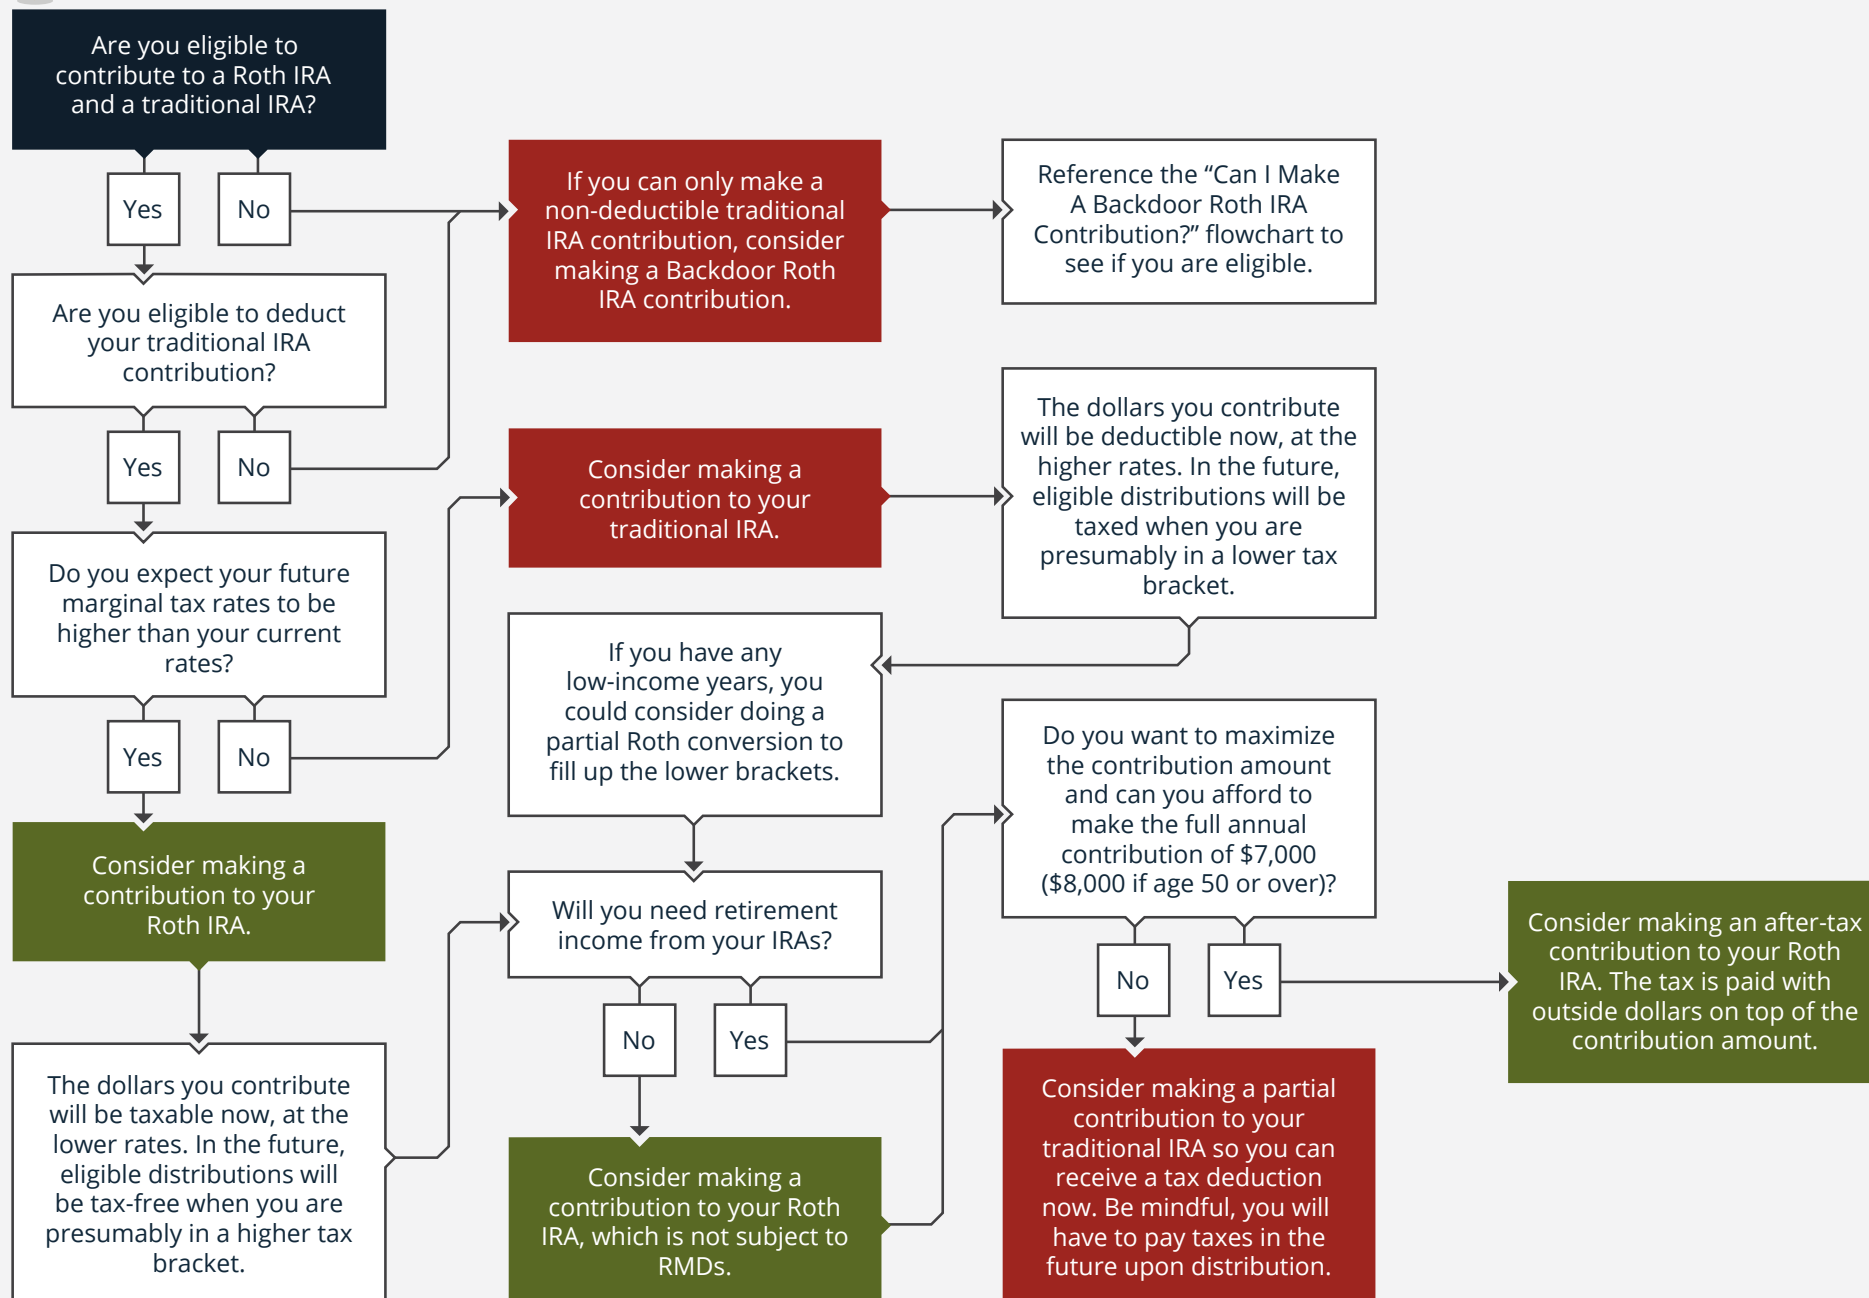 Are you eligible to
contribute to a Roth IRA
and a traditional IRA?
Yes
No
Are you eligible to deduct
your traditional IRA
contribution?
Yes
No
Do you expect your future
marginal tax rates to be
higher than your current
rates?
Yes
No
Consider making a
contribution to your
Roth IRA.
The dollars you contribute
will be taxable now, at the
lower rates. In the future,
eligible distributions will
be tax-free when you are
presumably in a higher tax
bracket.
If you can only make a
non-deductible traditional
IRA contribution, consider
making a Backdoor Roth
IRA contribution.
Reference the “Can I Make
A Backdoor Roth IRA
Contribution?” flowchart to
see if you are eligible.
Consider making a
contribution to your
traditional IRA.
The dollars you contribute
will be deductible now, at the
higher rates. In the future,
eligible distributions will be
taxed when you are
presumably in a lower tax
bracket.
If you have any
low-income years, you
could consider doing a
partial Roth conversion to
fill up the lower brackets.
Will you need retirement
income from your IRAs?
No
Yes
Consider making a
contribution to your Roth
IRA, which is not subject to
RMDs.
Do you want to maximize
the contribution amount
and can you afford to
make the full annual
contribution of $7,000
($8,000 if age 50 or over)?
No
Yes
Consider making a partial
contribution to your
traditional IRA so you can
receive a tax deduction
now. Be mindful, you will
have to pay taxes in the
future upon distribution.
Consider making an after-tax
contribution to your Roth
IRA. The tax is paid with
outside dollars on top of the
contribution amount.